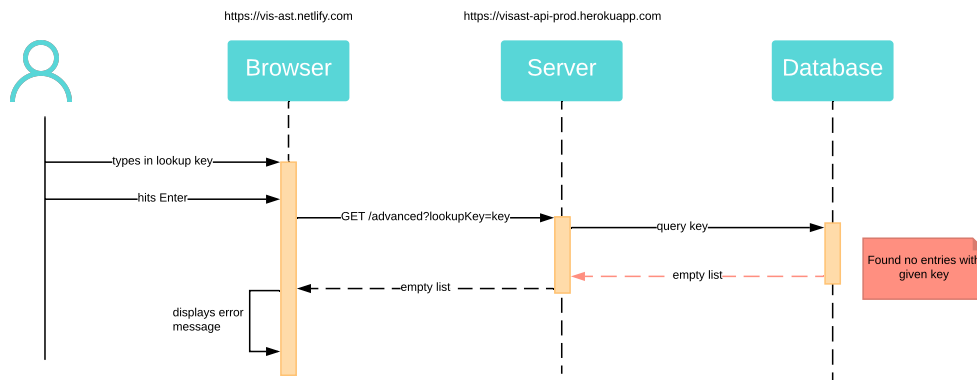 https://vis-ast.netlify.com
https://visast-api-prod.herokuapp.com
Browser
Server
Database
types in lookup key
hits Enter
GET /advanced?lookupKey=key
query key
Found no entries with
given key
empty list
empty list
displays error
message